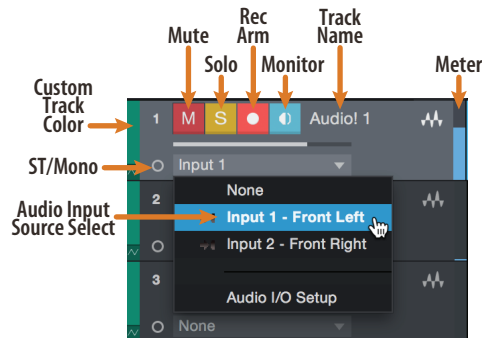 Mute
Rec
Arm
Track
Name
Solo
Monitor
Meter
Custom
Track
Color
1 M S Audio! 1
ST/Mono
Input 1
None
2
Audio Input
Source Select
Input 1 - Front Left
Input 2 - Front Right
3
Audio I/O Setup
None